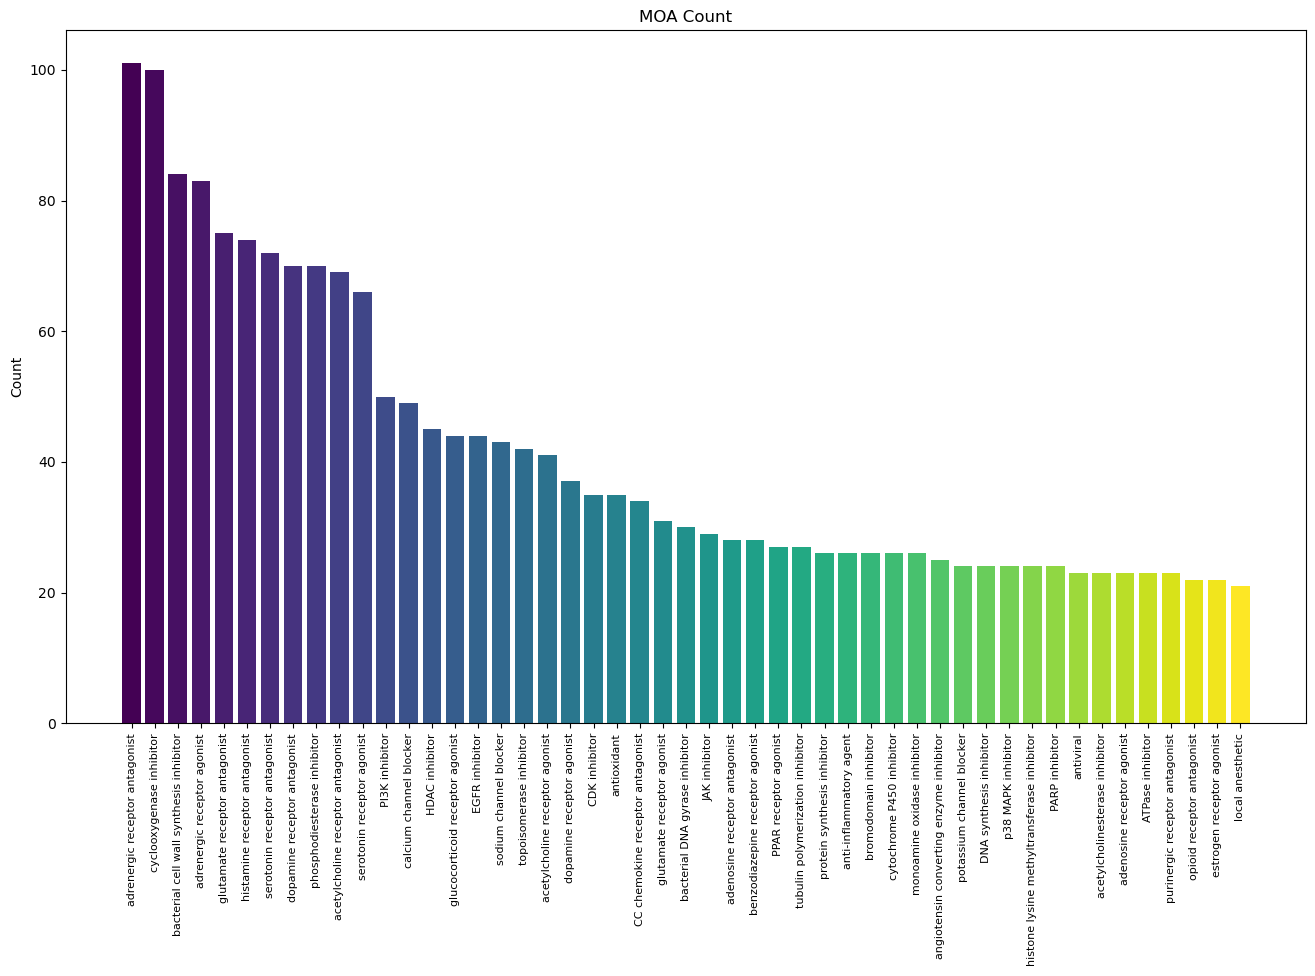 MOA Count
100
80
60
40
20
0
Count
adrenergic receptor antagonist
cyclooxygenase inhibitor
bacterial cell wall synthesis inhibitor
adrenergic receptor agonist
glutamate receptor antagonist
histamine receptor antagonist
serotonin receptor antagonist
dopamine receptor antagonist
phosphodiesterase inhibitor
acetylcholine receptor antagonist
serotonin receptor agonist
PI3K inhibitor
calcium channel blocker
HDAC inhibitor
glucocorticoid receptor agonist
EGFR inhibitor
sodium channel blocker
topoisomerase inhibitor
acetylcholine receptor agonist
dopamine receptor agonist
CDK inhibitor
antioxidant
CC chemokine receptor antagonist
glutamate receptor agonist
bacterial DNA gyrase inhibitor
JAK inhibitor
adenosine receptor antagonist
benzodiazepine receptor agonist
PPAR receptor agonist
tubulin polymerization inhibitor
protein synthesis inhibitor
anti-inflammatory agent
bromodomain inhibitor
cytochrome P450 inhibitor
monoamine oxidase inhibitor
angiotensin converting enzyme inhibitor
potassium channel blocker
DNA synthesis inhibitor
p38 MAPK inhibitor
histone lysine methyltransferase inhibitor
PARP inhibitor
antiviral
acetylcholinesterase inhibitor
adenosine receptor agonist
ATPase inhibitor
purinergic receptor antagonist
opioid receptor antagonist
estrogen receptor agonist
local anesthetic